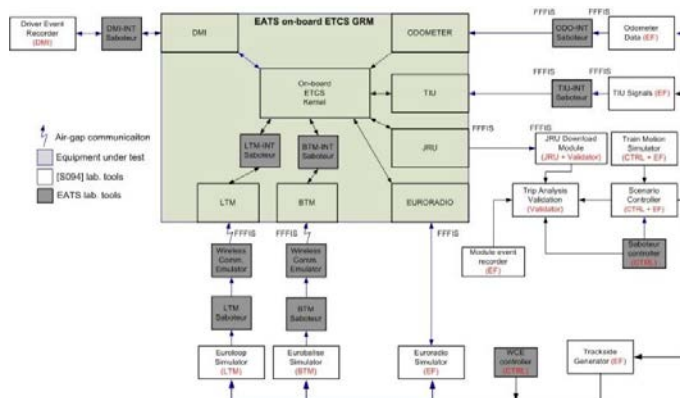 EATS on-board ETCS GRM
Driver Event
Recorder
(DMI)
DMI-INT
Saboteur
DMI
ODOMETER
FFFIS
ODO-INT
Saboteur
FFFIS
Odometer
Data (EF)
On-board
ETCS
Kernel
TIU
FFFIS
TIU-INT
Saboteur
FFFIS
TIU Signals (EF)
Air-gap communicaiton
Equipment under test
[S094] lab. tools
EATS lab. tools
LTM-INT
Saboteur
BTM-INT
Saboteur
JRU
FFFIS
FFFIS
JRU Download
Module
(JRU + Validator)
Train Motion
Simulator
(CTRL + EF)
LTM
BTM
EURORADIO
Trip Analysis
Validation
(Validator)
Scenario
Controller
(CTRL + EF)
FFFIS
FFFIS
FFFIS
Wireless
Comm.
Emulator
Wireless
Comm.
Emulator
Module event
recorder
(EF)
Saboteur
controller
(CTRL)
LTM
Saboteur
BTM
Saboteur
Euroloop
Simulator
(LTM)
Eurobalise
Simulator
(BTM)
Euroradio
Simulator
(EF)
WCE
controller
(CTRL)
Trackside
Generator (EF)